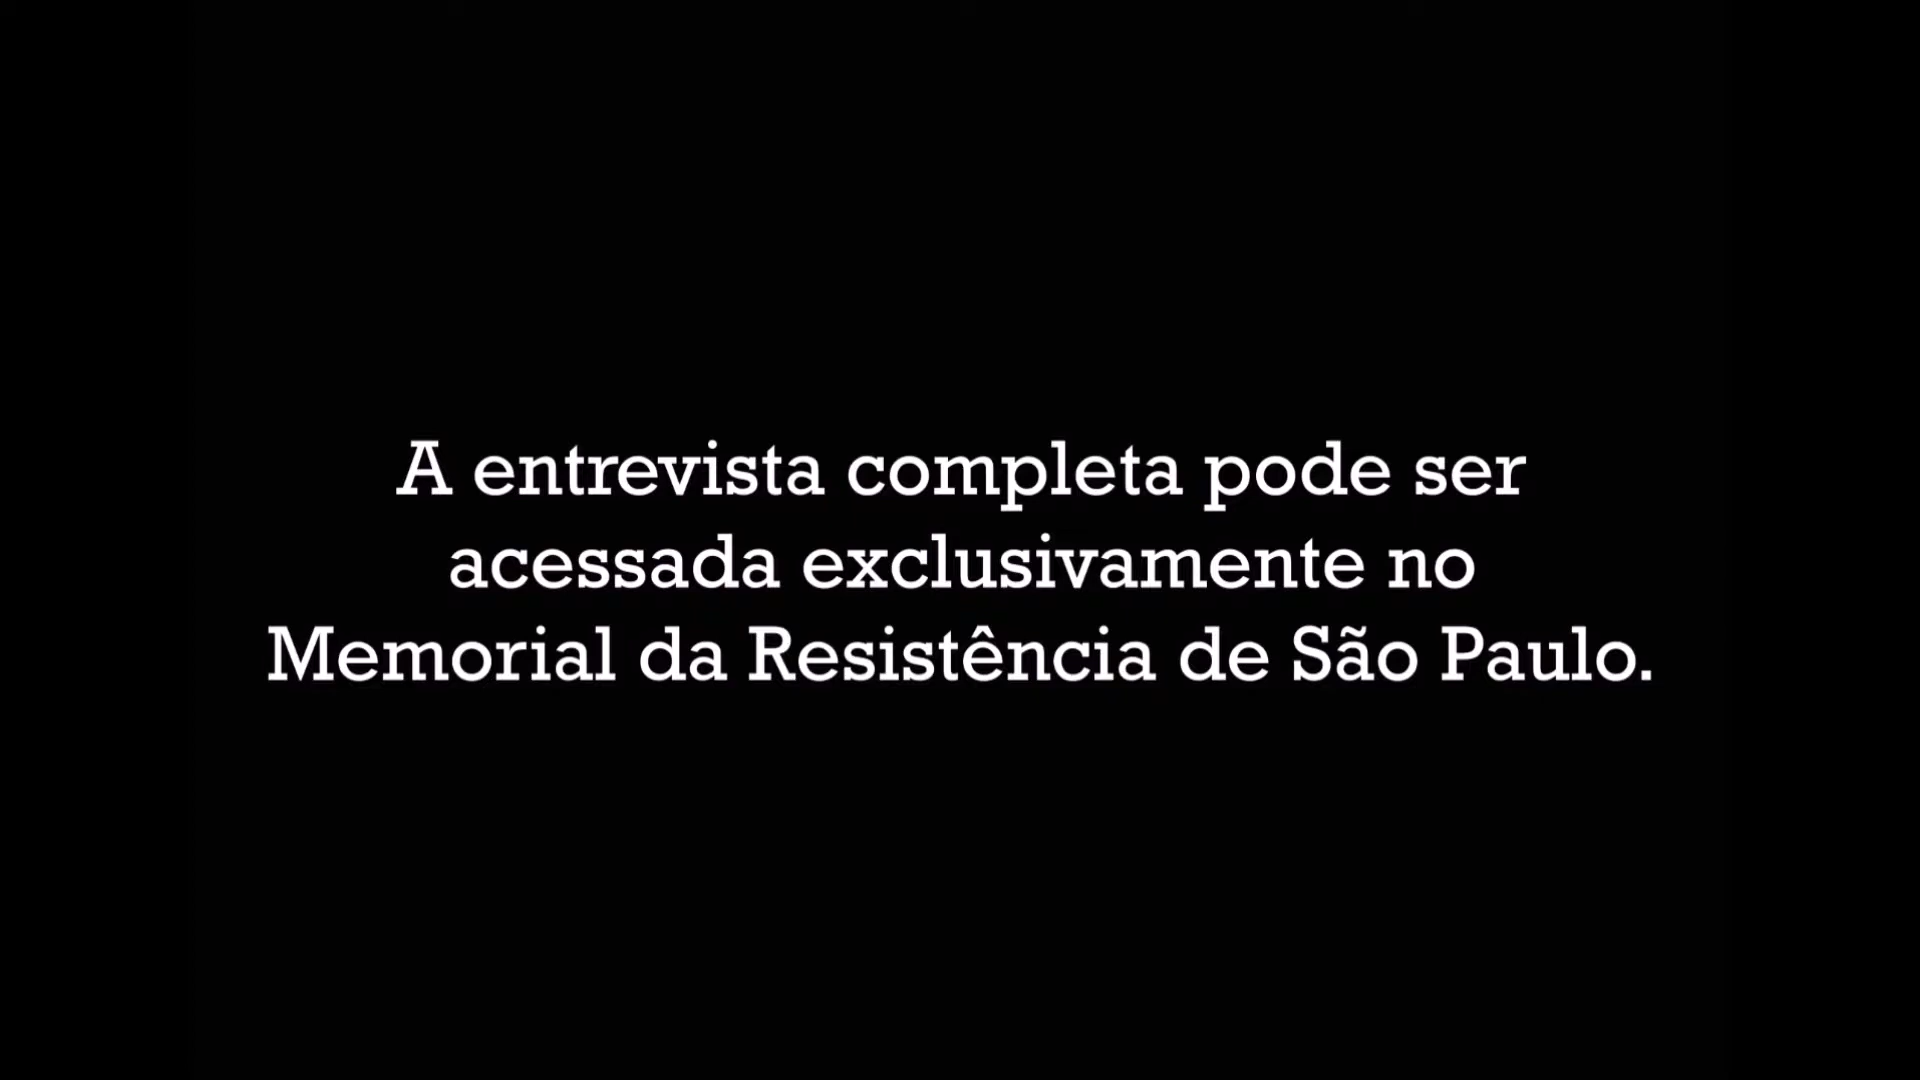 A entrevista completa pode ser
acessada exclusivamente no
Memorial da Resistência de São Paulo.